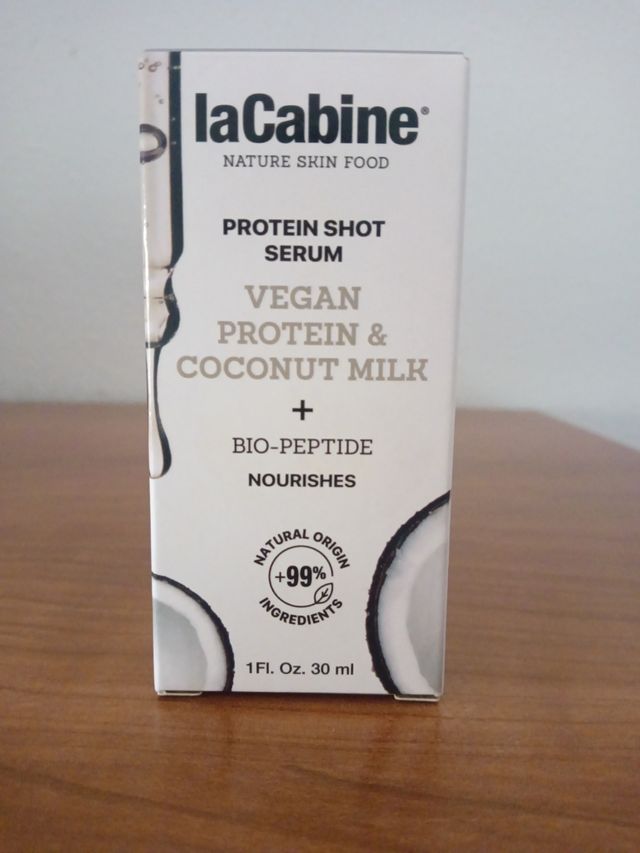 laCabine®
NATURE SKIN FOOD
PROTEIN SHOT
SERUM
VEGAN
PROTEIN &
COCONUT MILK
+
BIO-PEPTIDE
NOURISHES
NATURAL ORIGIN
+99%
INGREDIENTS
1Fl. Oz. 30 ml